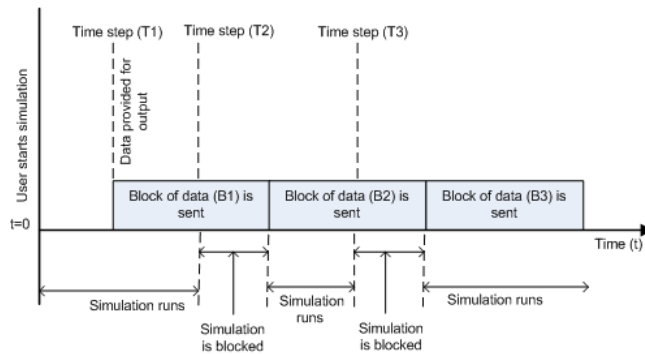 Time step (T1)
Time step (T2)
Time step (T3)
User starts simulation
Data provided for
output
Block of data (B1) is
sent
Block of data (B2) is
sent
Block of data (B3) is
sent
t=0
Time (t)
Simulation runs
Simulation
is blocked
Simulation
runs
Simulation
is blocked
Simulation runs